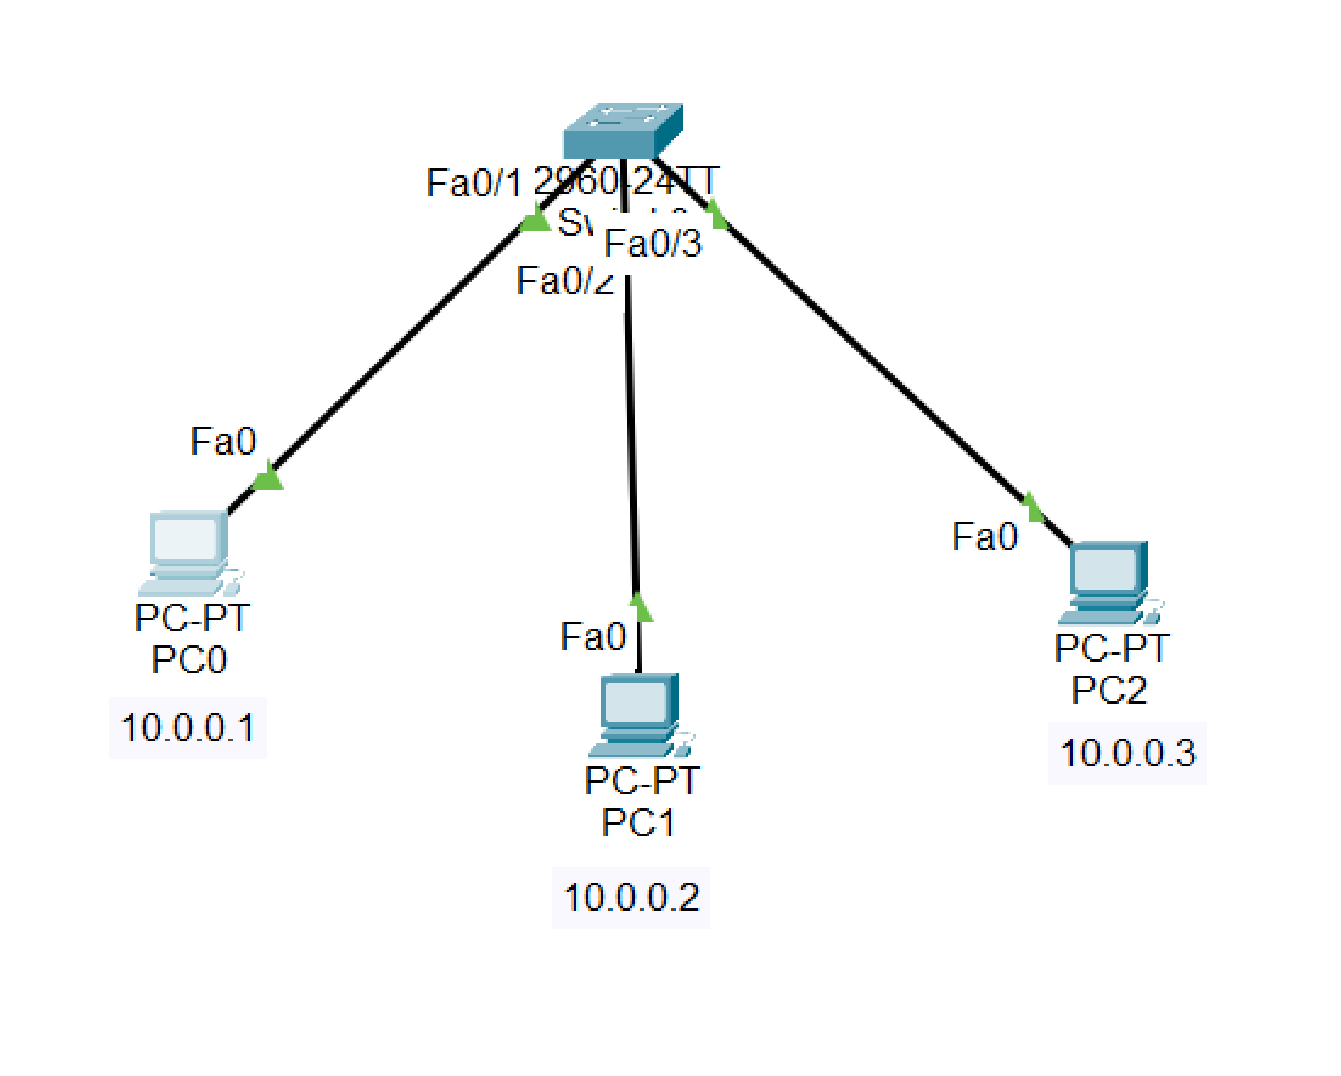 Fa0/1
2960-24TT
Fa0/3
Fa0/2
Fa0
Fa0
Fa0
PC-PT
PC0
10.0.0.1
PC-PT
PC2
10.0.0.3
PC-PT
PC1
10.0.0.2